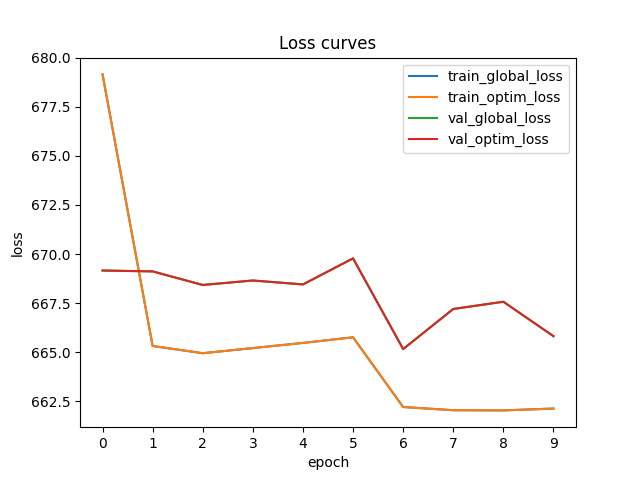 Loss curves
680.0
677.5
675.0
672.5
670.0
667.5
665.0
662.5
loss
train_global_loss
train_optim_loss
val_global_loss
val_optim_loss
0 1 2 3 4 5 6 7 8 9
epoch